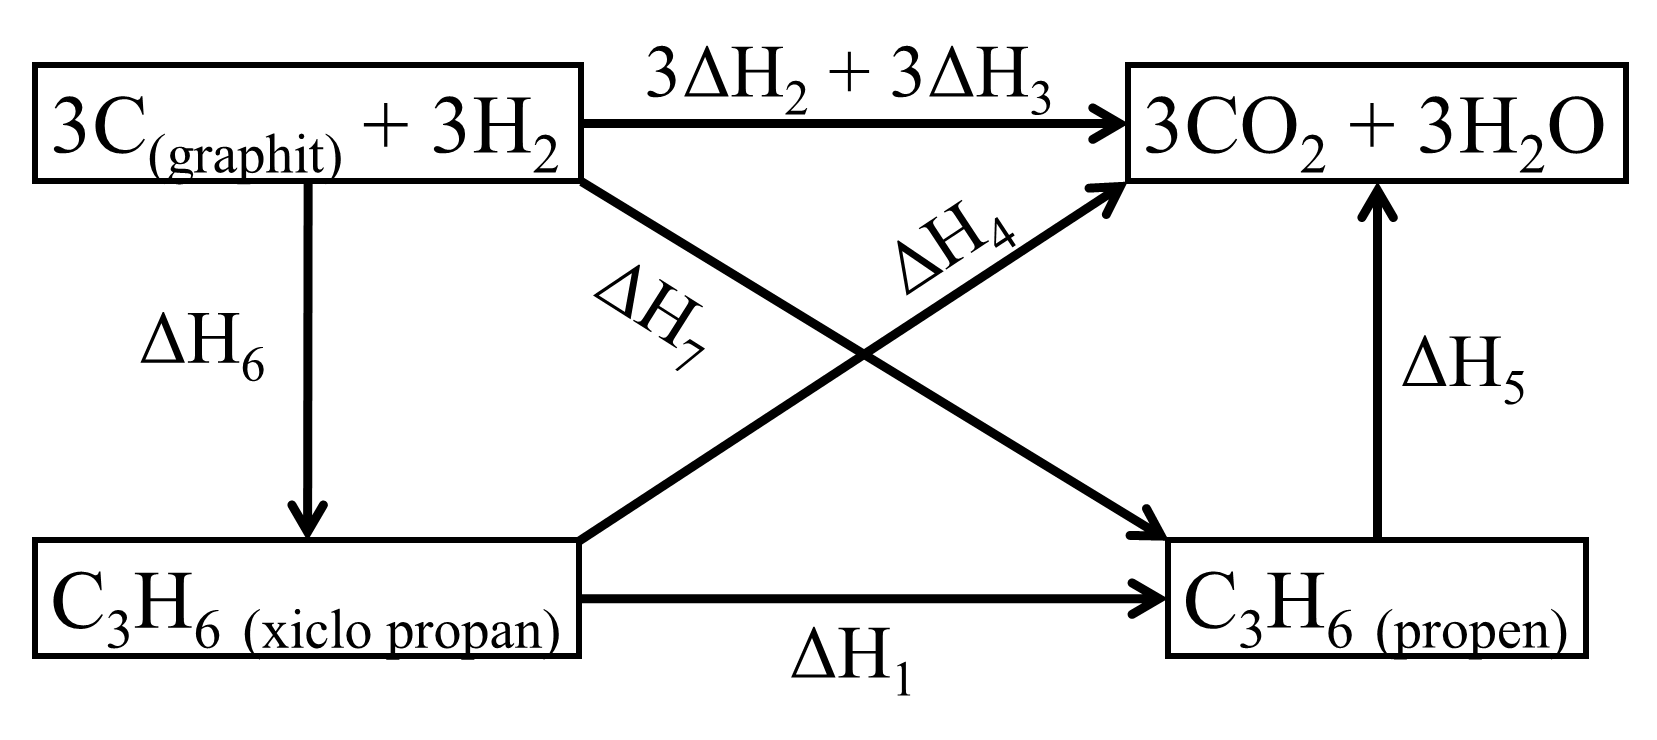 3ΔH₂ + 3ΔH₃
3C₍graphit₎ + 3H₂
3CO₂ + 3H₂O
ΔH₄
ΔH₇
ΔH₆
ΔH₅
C₃H₆ (xiclo propan)
C₃H₆ (propen)
ΔH₁